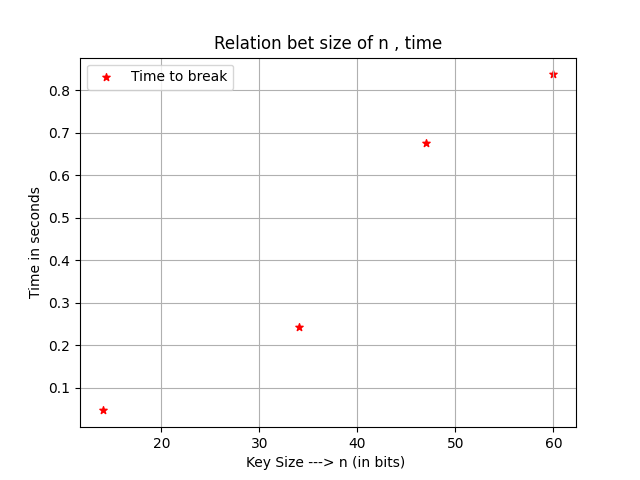 Relation bet size of n , time
Time to break
0.8
0.7
0.6
0.5
0.4
0.3
0.2
0.1
Time in seconds
20 30 40 50 60
Key Size ---> n (in bits)